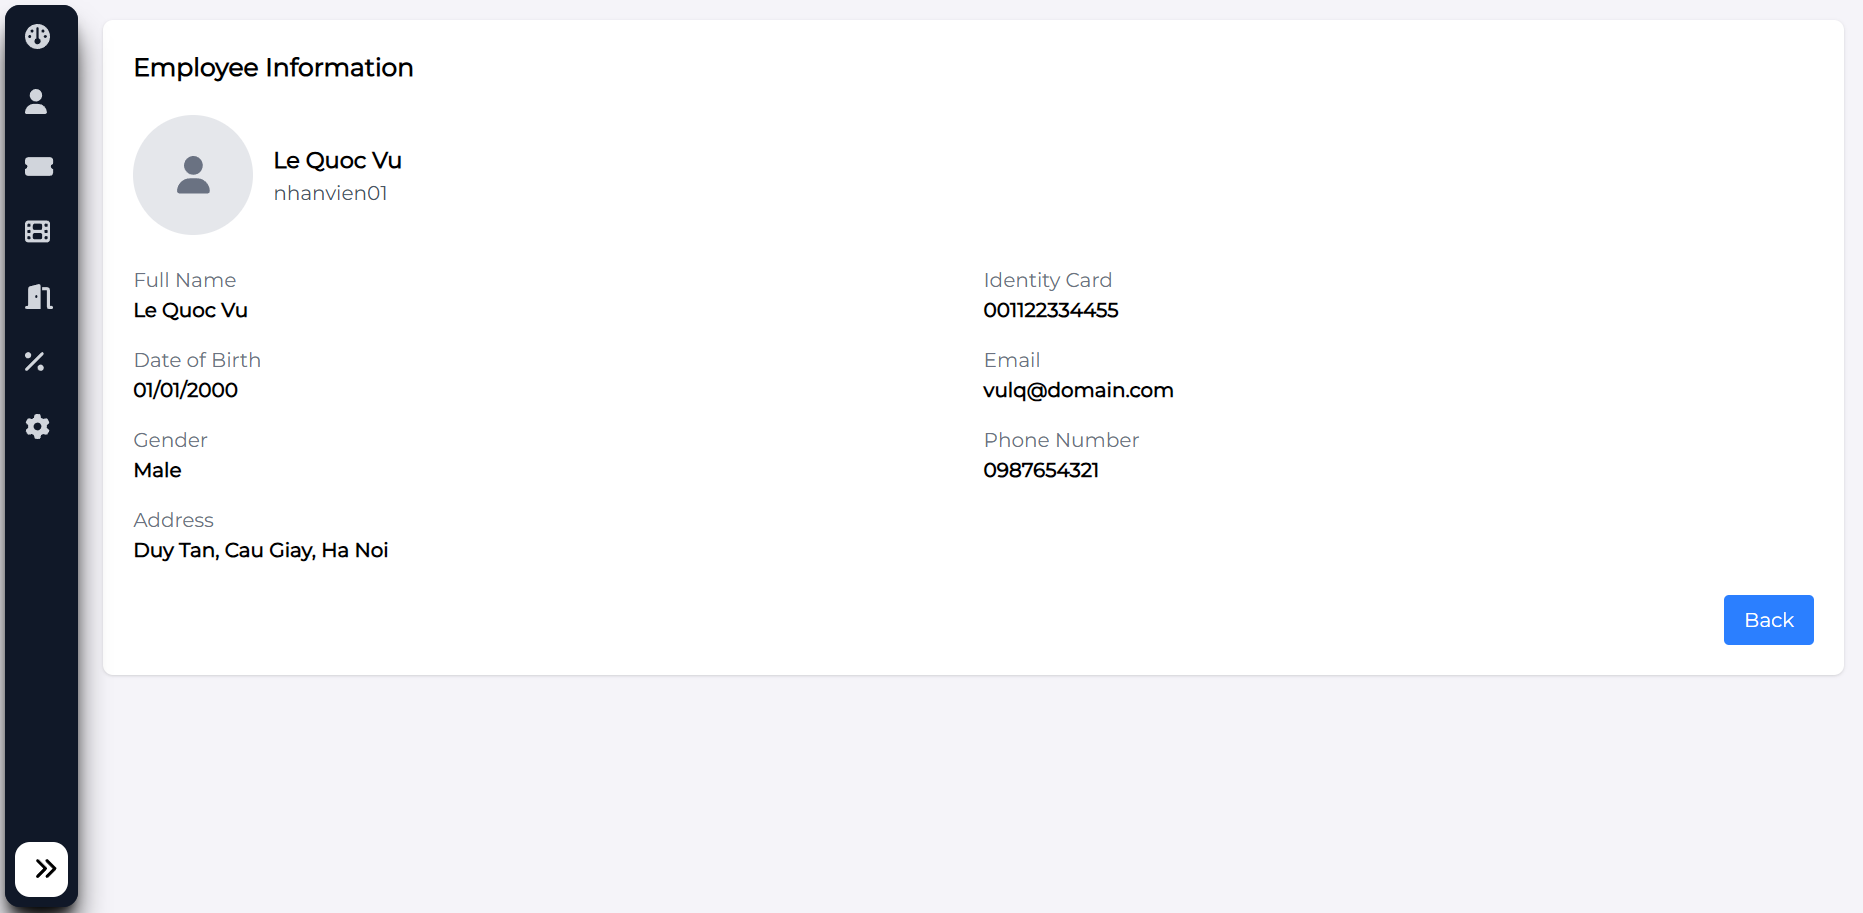 Employee Information
Le Quoc Vu
nhanvien01
Full Name
Le Quoc Vu
Identity Card
001122334455
Date of Birth
01/01/2000
Email
vulq@domain.com
Gender
Male
Phone Number
0987654321
Address
Duy Tan, Cau Giay, Ha Noi
Back